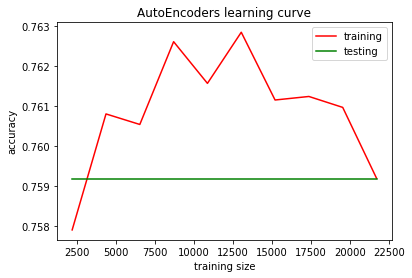 AutoEncoders learning curve
training
testing
accuracy
0.763
0.762
0.761
0.760
0.759
0.758
2500 5000 7500 10000 12500 15000 17500 20000 22500
training size